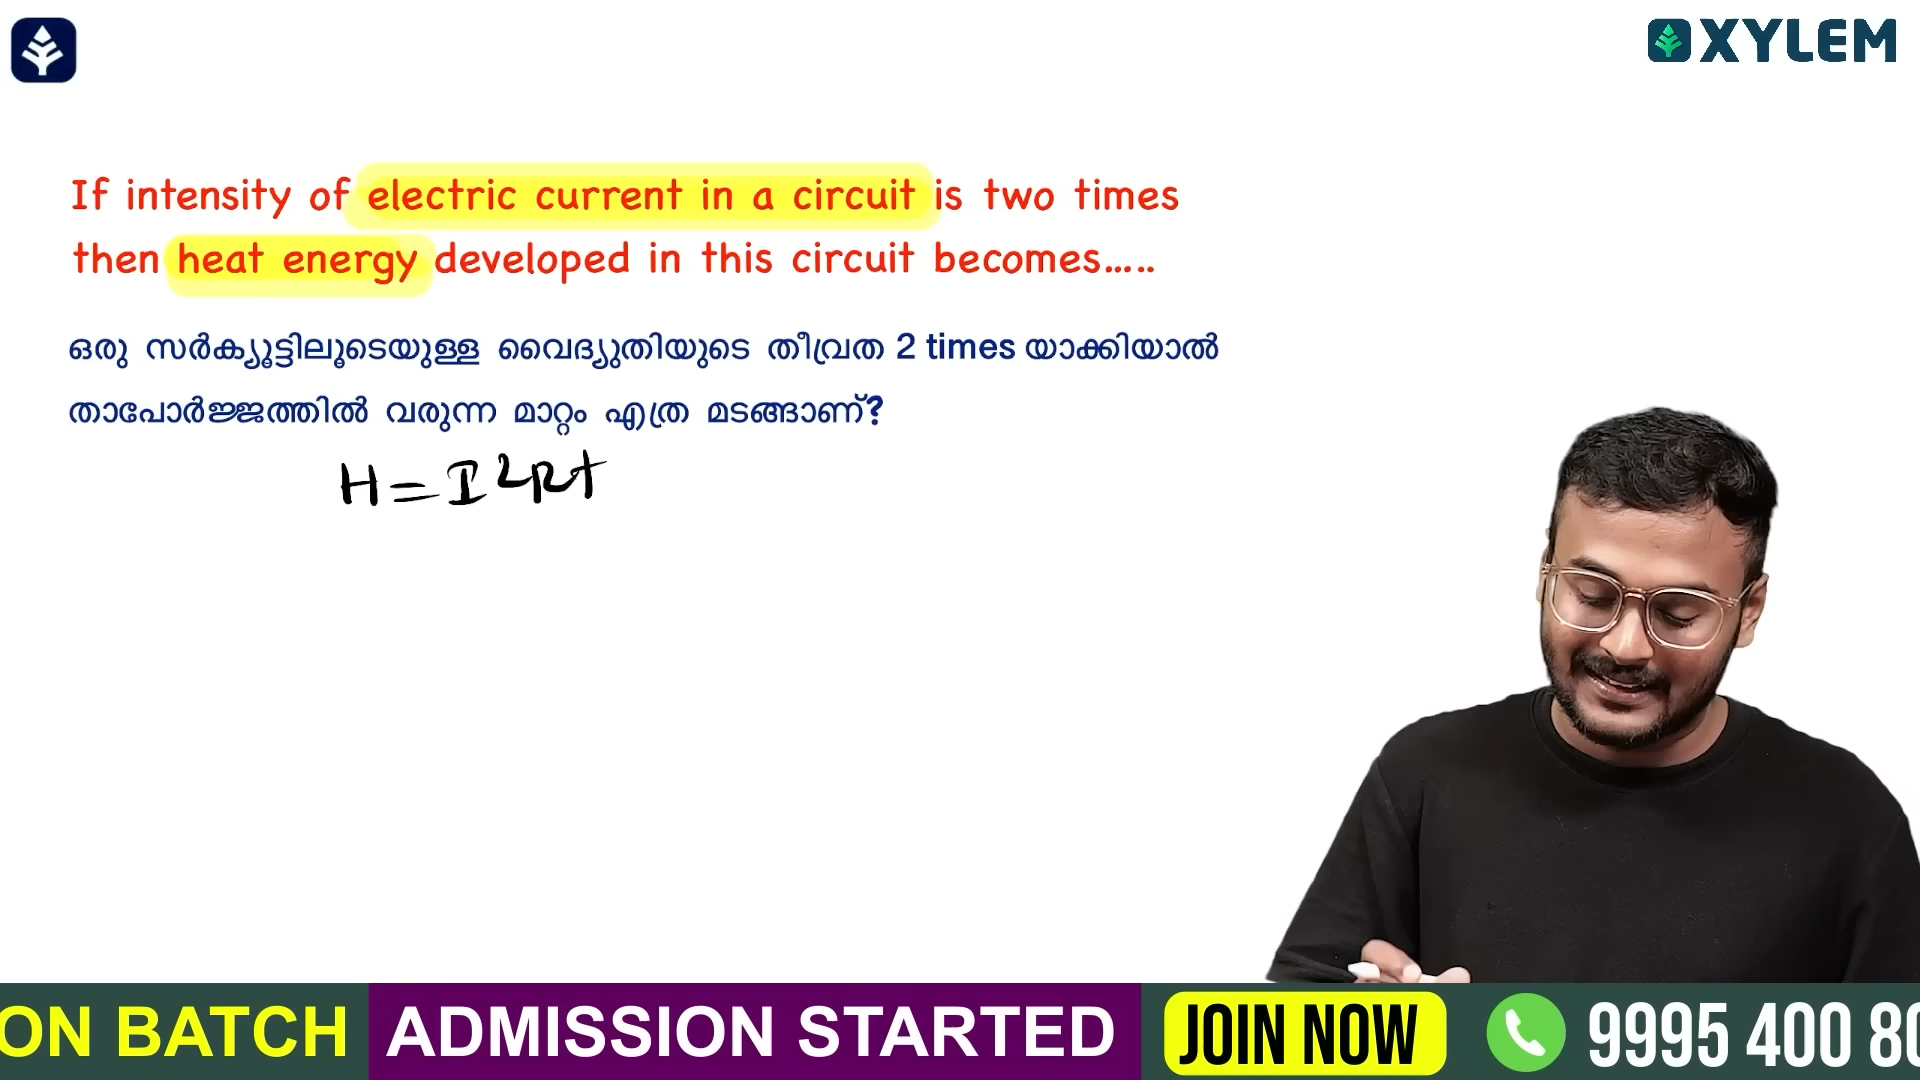 XYLEM
If intensity of electric current in a circuit is two times
then heat energy developed in this circuit becomes.....
ഒരു സർക്യൂട്ടിലൂടെയുള്ള വൈദ്യുതിയുടെ തീവ്രത 2 times യാക്കിയാൽ
താപോർജ്ജത്തിൽ വരുന്ന മാറ്റം എത്ര മടങ്ങാണ്?
H = I²Rt
ON BATCH ADMISSION STARTED JOIN NOW 9995 400 80